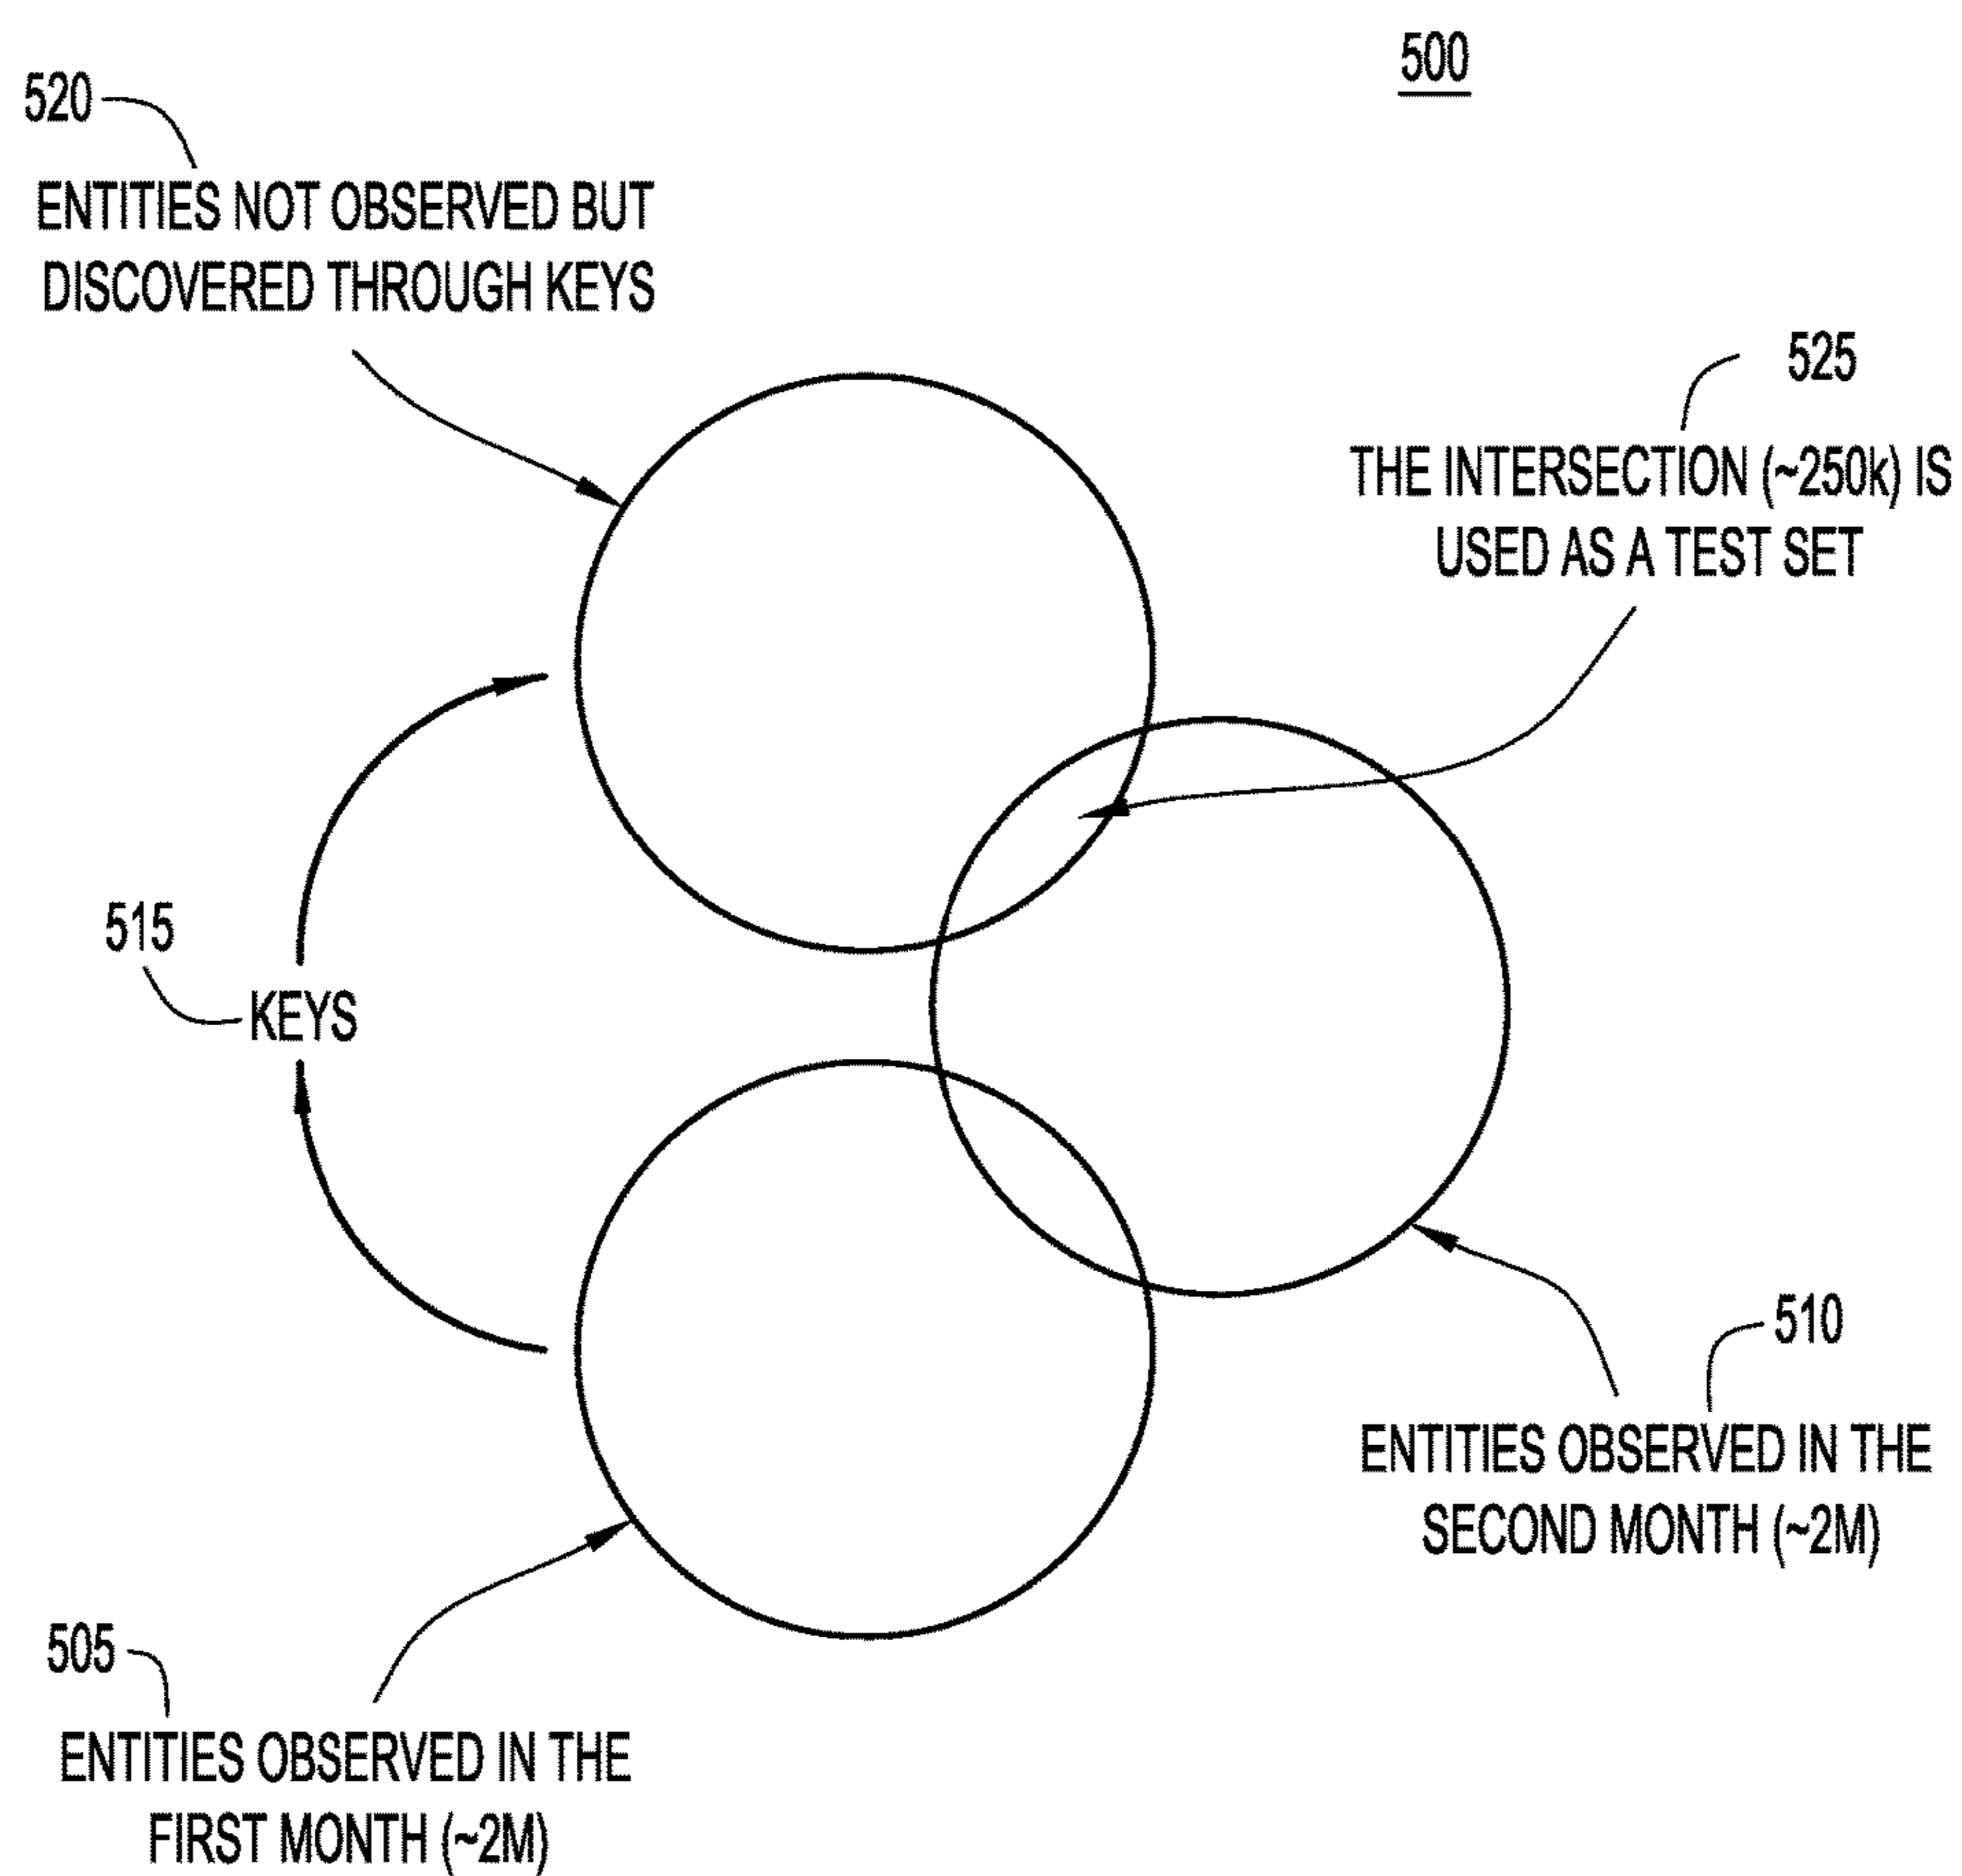 500
520
ENTITIES NOT OBSERVED BUT
DISCOVERED THROUGH KEYS
525
THE INTERSECTION (~250k) IS
USED AS A TEST SET
515
KEYS
510
ENTITIES OBSERVED IN THE
SECOND MONTH (~2M)
505
ENTITIES OBSERVED IN THE
FIRST MONTH (~2M)